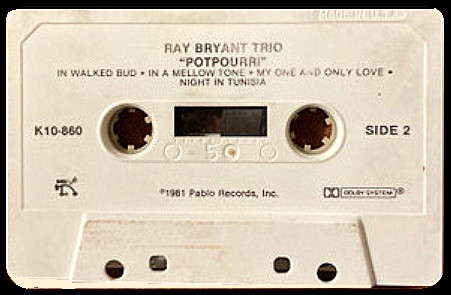 RAY BRYANT TRIO
"POTPOURRI"
IN WALKED BUD • IN A MELLOW TONE • MY ONE AND ONLY LOVE •
NIGHT IN TUNISIA
K10-860
SIDE 2
50
℗1981 Pablo Records, Inc.
DOLBY SYSTEM®